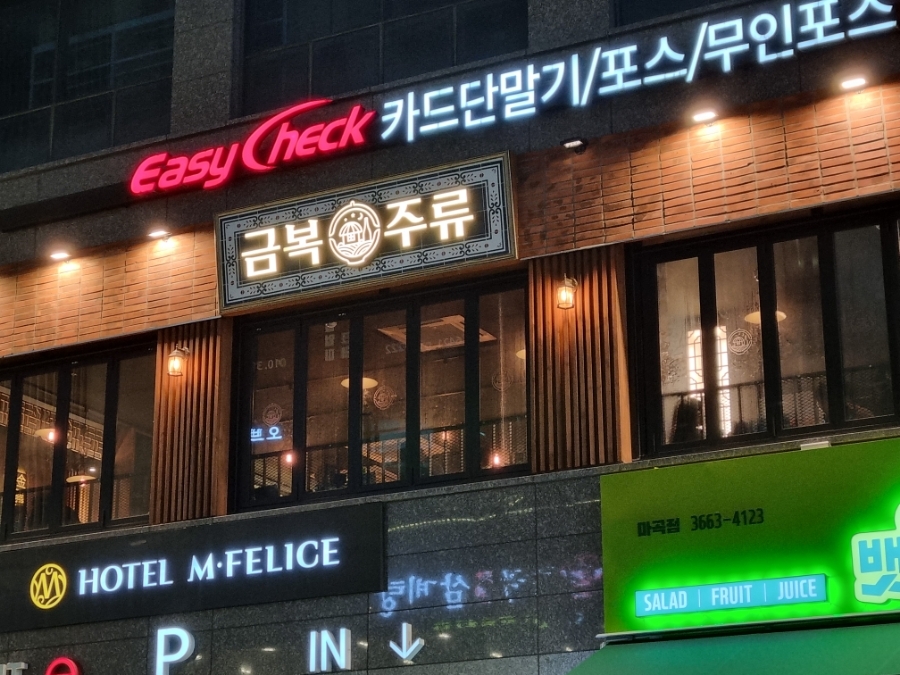 Easy Check 카드단말기/포스/무인포스
금복 주류
HOTEL M·FELICE
마곡점 3663-4123
SALAD | FRUIT | JUICE
P IN ↓